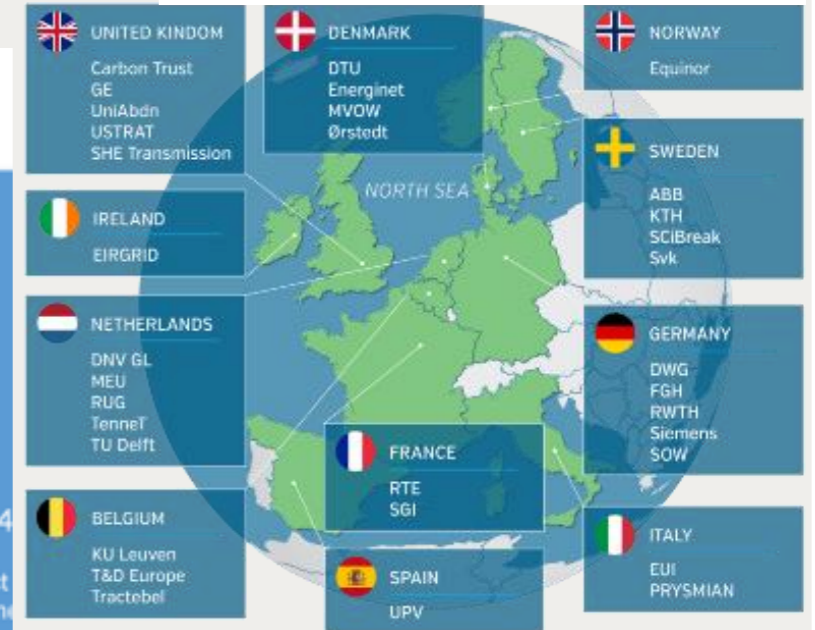 UNITED KINDOM
Carbon Trust
GE
UniAbdn
USTRAT
SHE Transmission
DENMARK
DTU
Energinet
MVOW
Ørstedt
NORWAY
Equinor
SWEDEN
ABB
KTH
SCiBreak
Svk
IRELAND
EIRGRID
NORTH SEA
NETHERLANDS
DNV GL
MEU
RUG
TenneT
TU Delft
GERMANY
DWG
FGH
RWTH
Siemens
SOW
FRANCE
RTE
SGI
BELGIUM
KU Leuven
T&D Europe
Tractebel
SPAIN
UPV
ITALY
EUI
PRYSMIAN
4